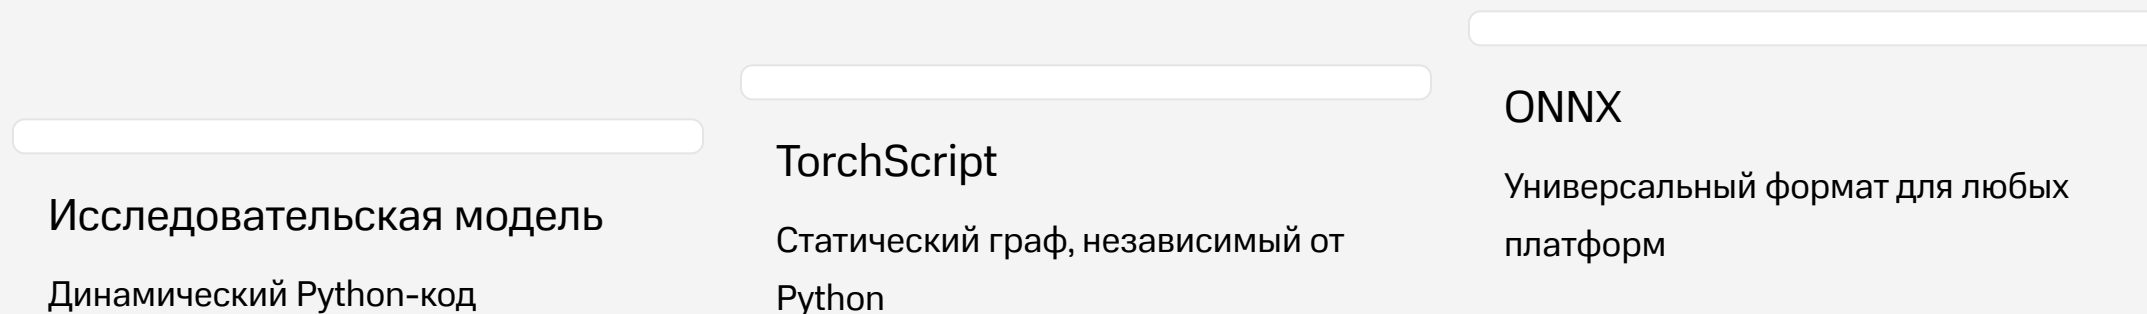 Исследовательская модель
Динамический Python-код
TorchScript
Статический граф, независимый от
Python
ONNX
Универсальный формат для любых
платформ